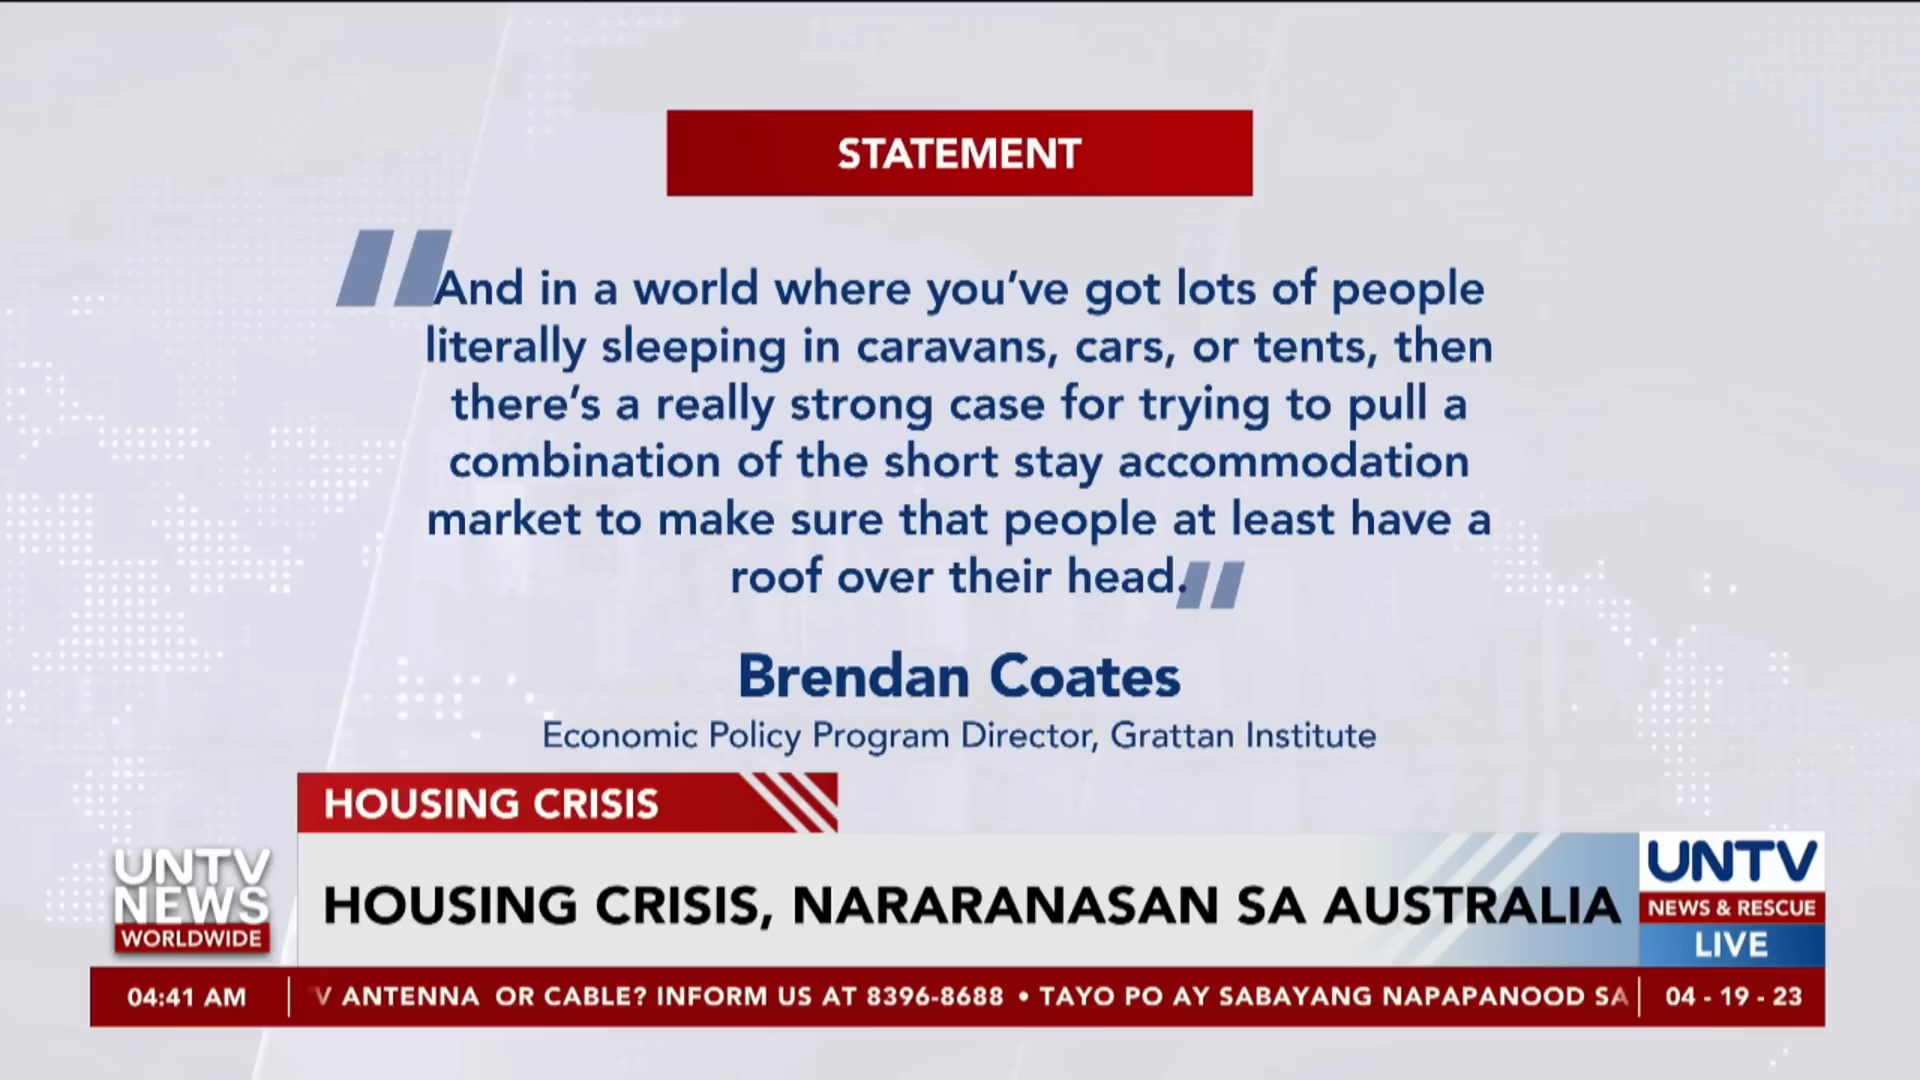 STATEMENT
And in a world where you've got lots of people
literally sleeping in caravans, cars, or tents, then
there's a really strong case for trying to pull a
combination of the short stay accommodation
market to make sure that people at least have a
roof over their head.
Brendan Coates
Economic Policy Program Director, Grattan Institute
HOUSING CRISIS
HOUSING CRISIS, NARARANASAN SA AUSTRALIA
UNTV
NEWS
WORLDWIDE
UNTV
NEWS & RESCUE
LIVE
04:41 AM
V ANTENNA OR CABLE? INFORM US AT 8396-8688 • TAYO PO AY SABAYANG NAPAPANOOD SA
04 - 19 - 23